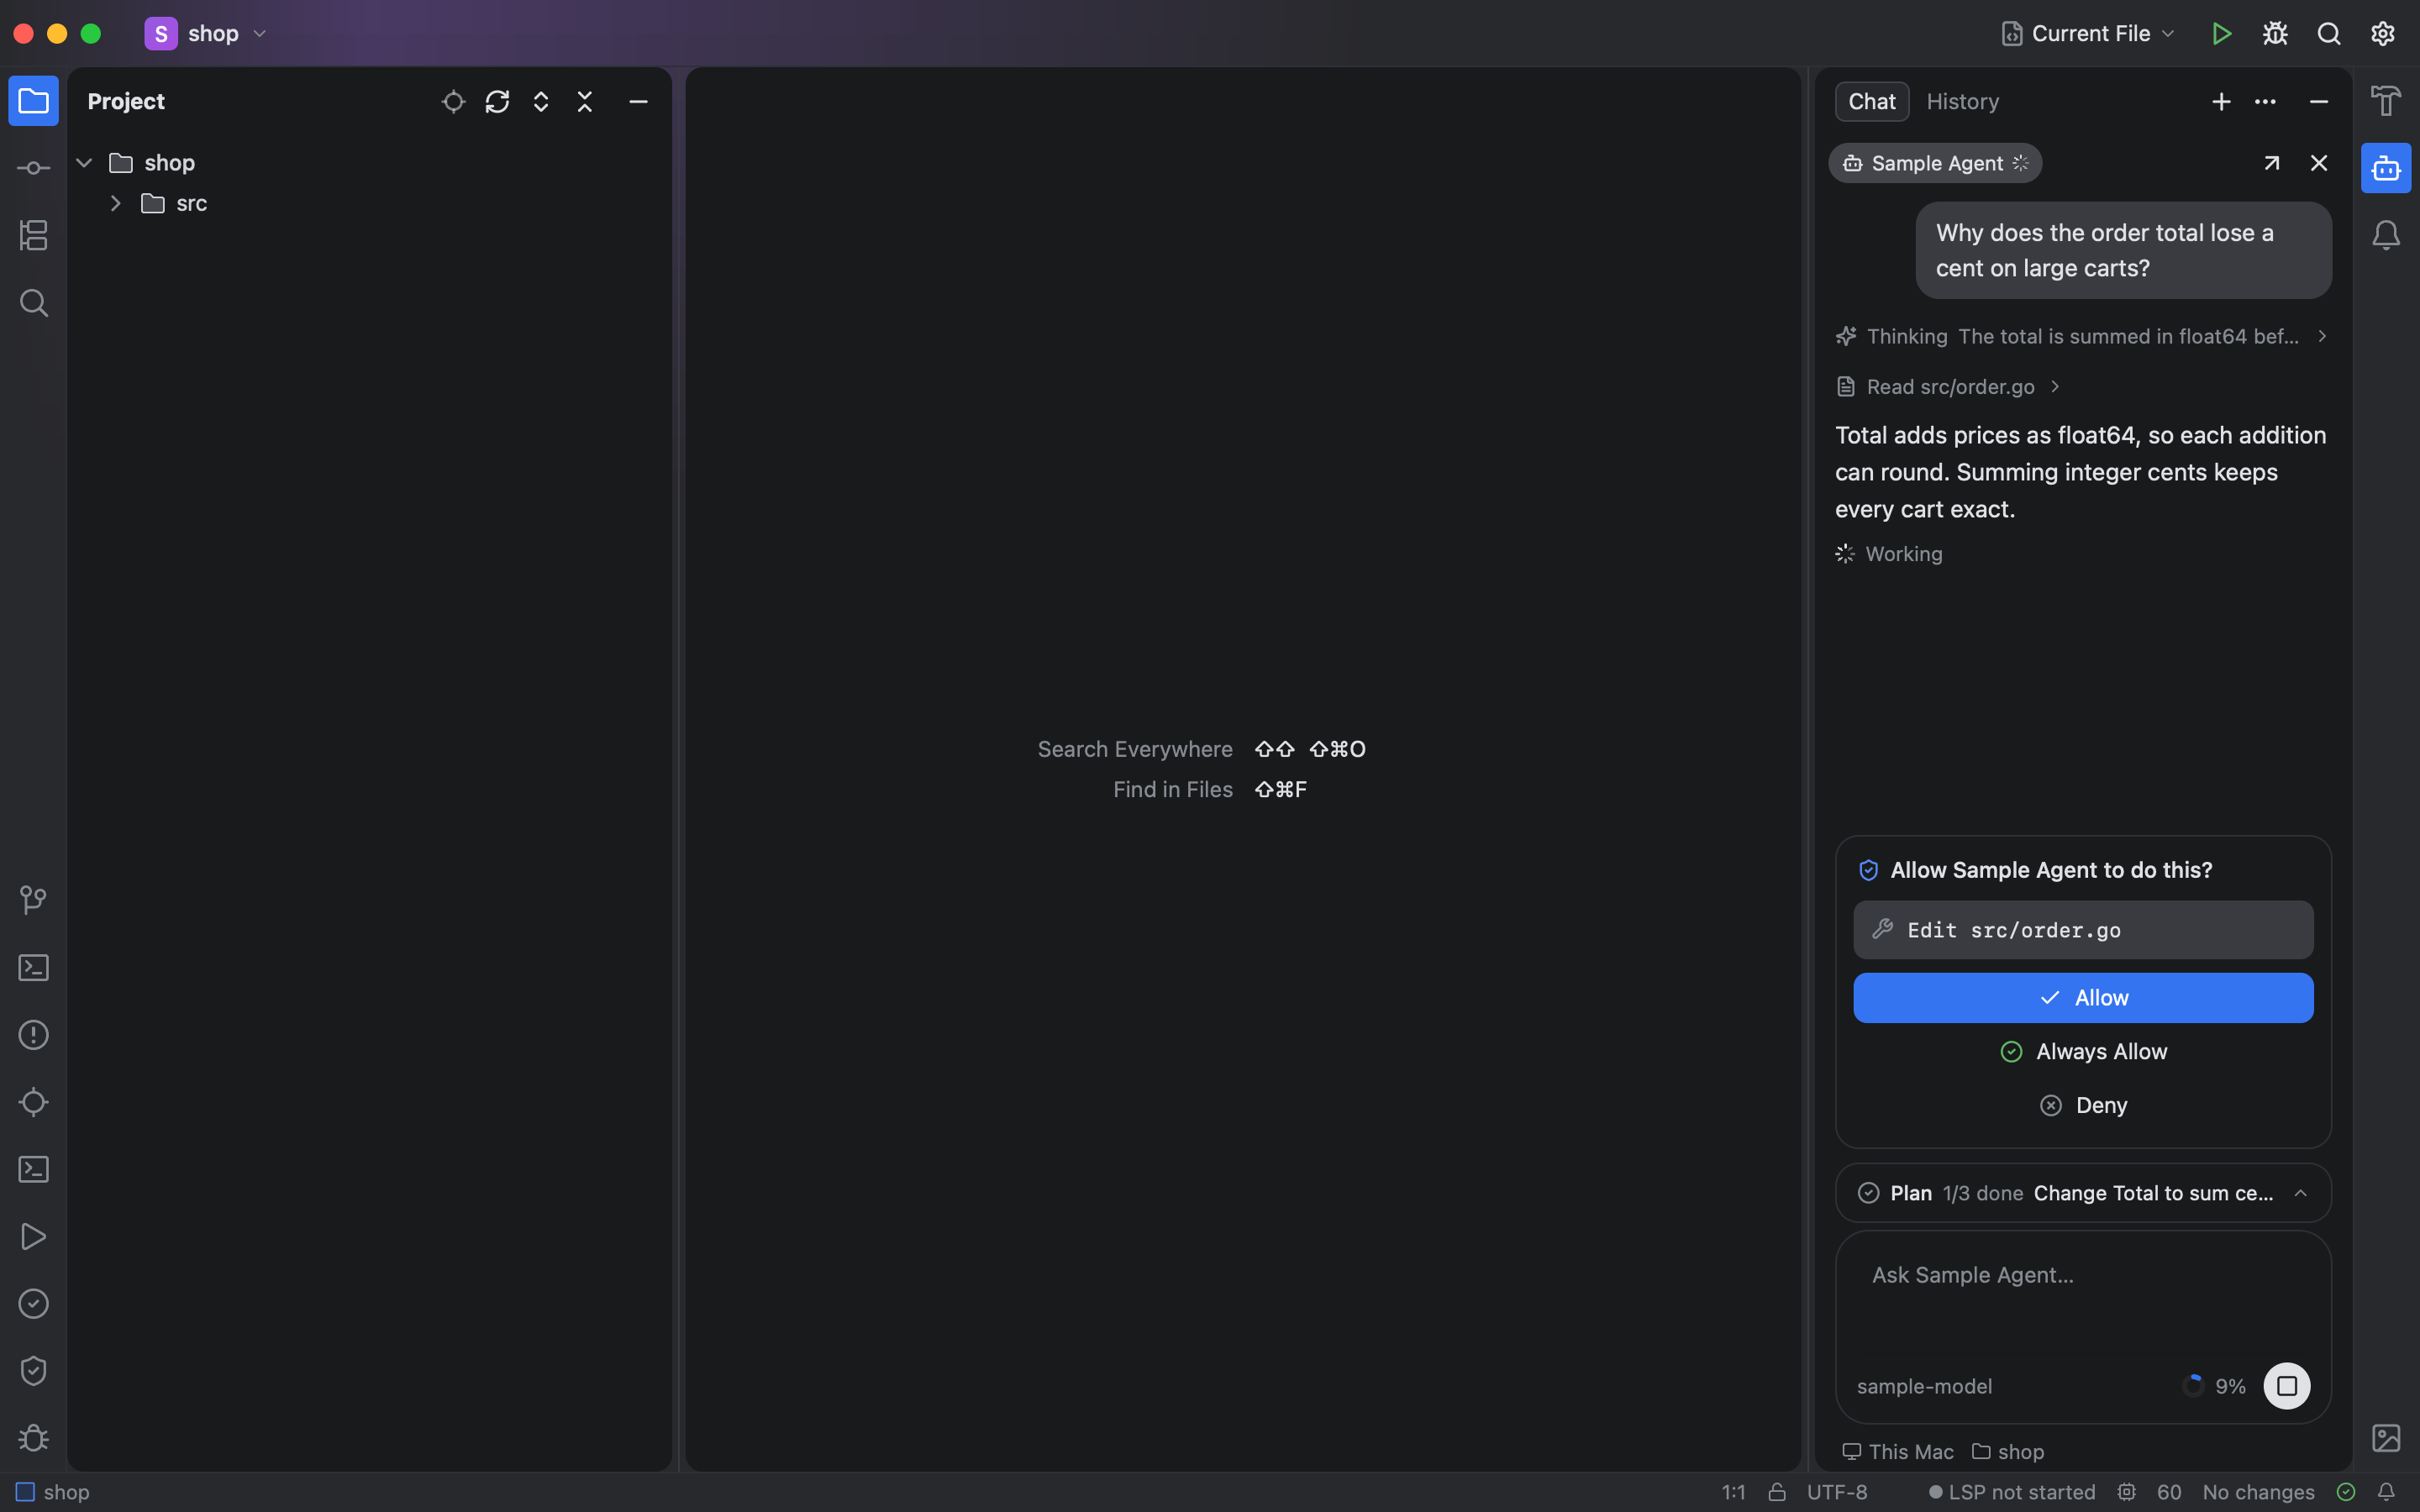 S shop
Current File
Project
shop
src
Search Everywhere ⇧⇧ ⇧⌘O
Find in Files ⇧⌘F
Chat History
Sample Agent
Why does the order total lose a
cent on large carts?
Thinking The total is summed in float64 bef...
Read src/order.go
Total adds prices as float64, so each addition
can round. Summing integer cents keeps
every cart exact.
Working
Allow Sample Agent to do this?
Edit src/order.go
Allow
Always Allow
Deny
Plan 1/3 done Change Total to sum ce...
Ask Sample Agent...
sample-model 9%
This Mac shop
shop 1:1 UTF-8 LSP not started 60 No changes